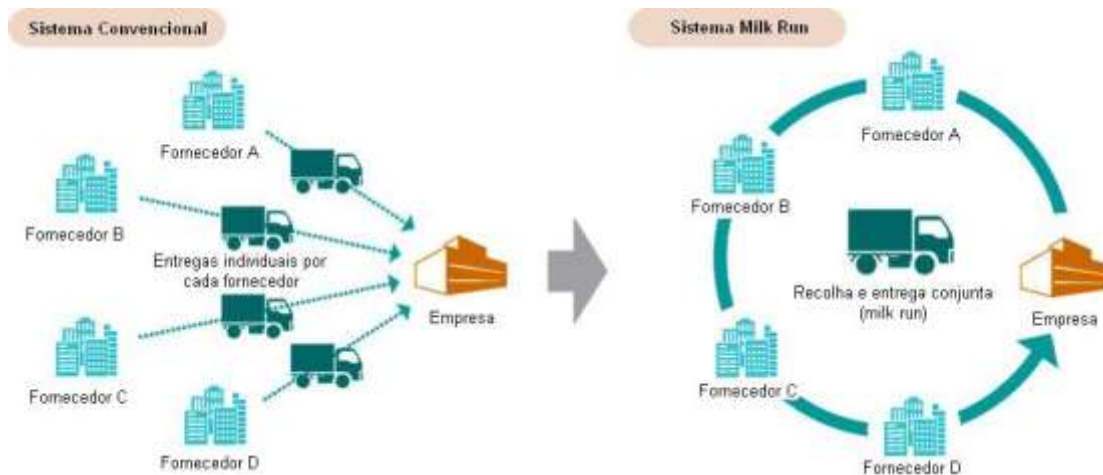 Sistema Convencional
Fornecedor A
Fornecedor B
Entregas individuais por
cada fornecedor
Empresa
Fornecedor C
Fornecedor D
Sistema Milk Run
Fornecedor A
Fornecedor B
Recolha e entrega conjunta
(milk run)
Empresa
Fornecedor C
Fornecedor D